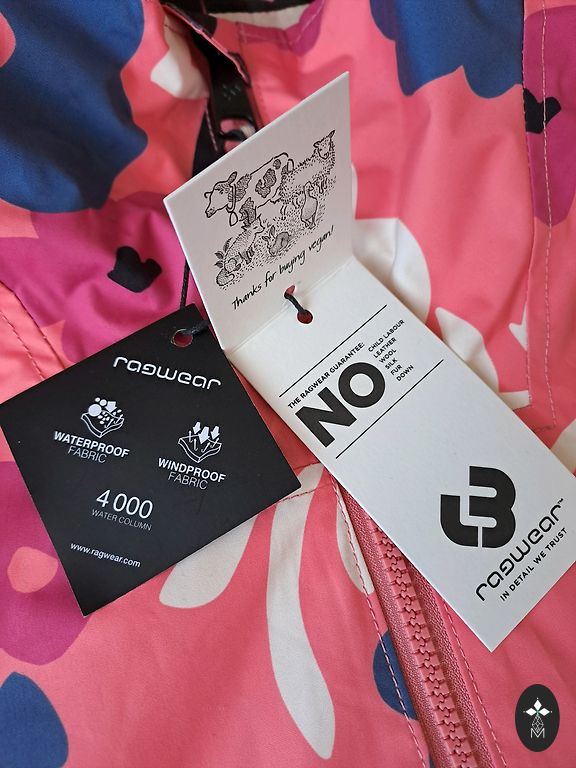 Thanks for buying vegan!
THE RAGWEAR GUARANTEE:
NO
CHILD LABOUR
LEATHER
WOOL
SILK
FUR
DOWN
ragwear™
IN DETAIL WE TRUST
ragwear
WATERPROOF
FABRIC
WINDPROOF
FABRIC
4 000
WATER COLUMN
www.ragwear.com
M